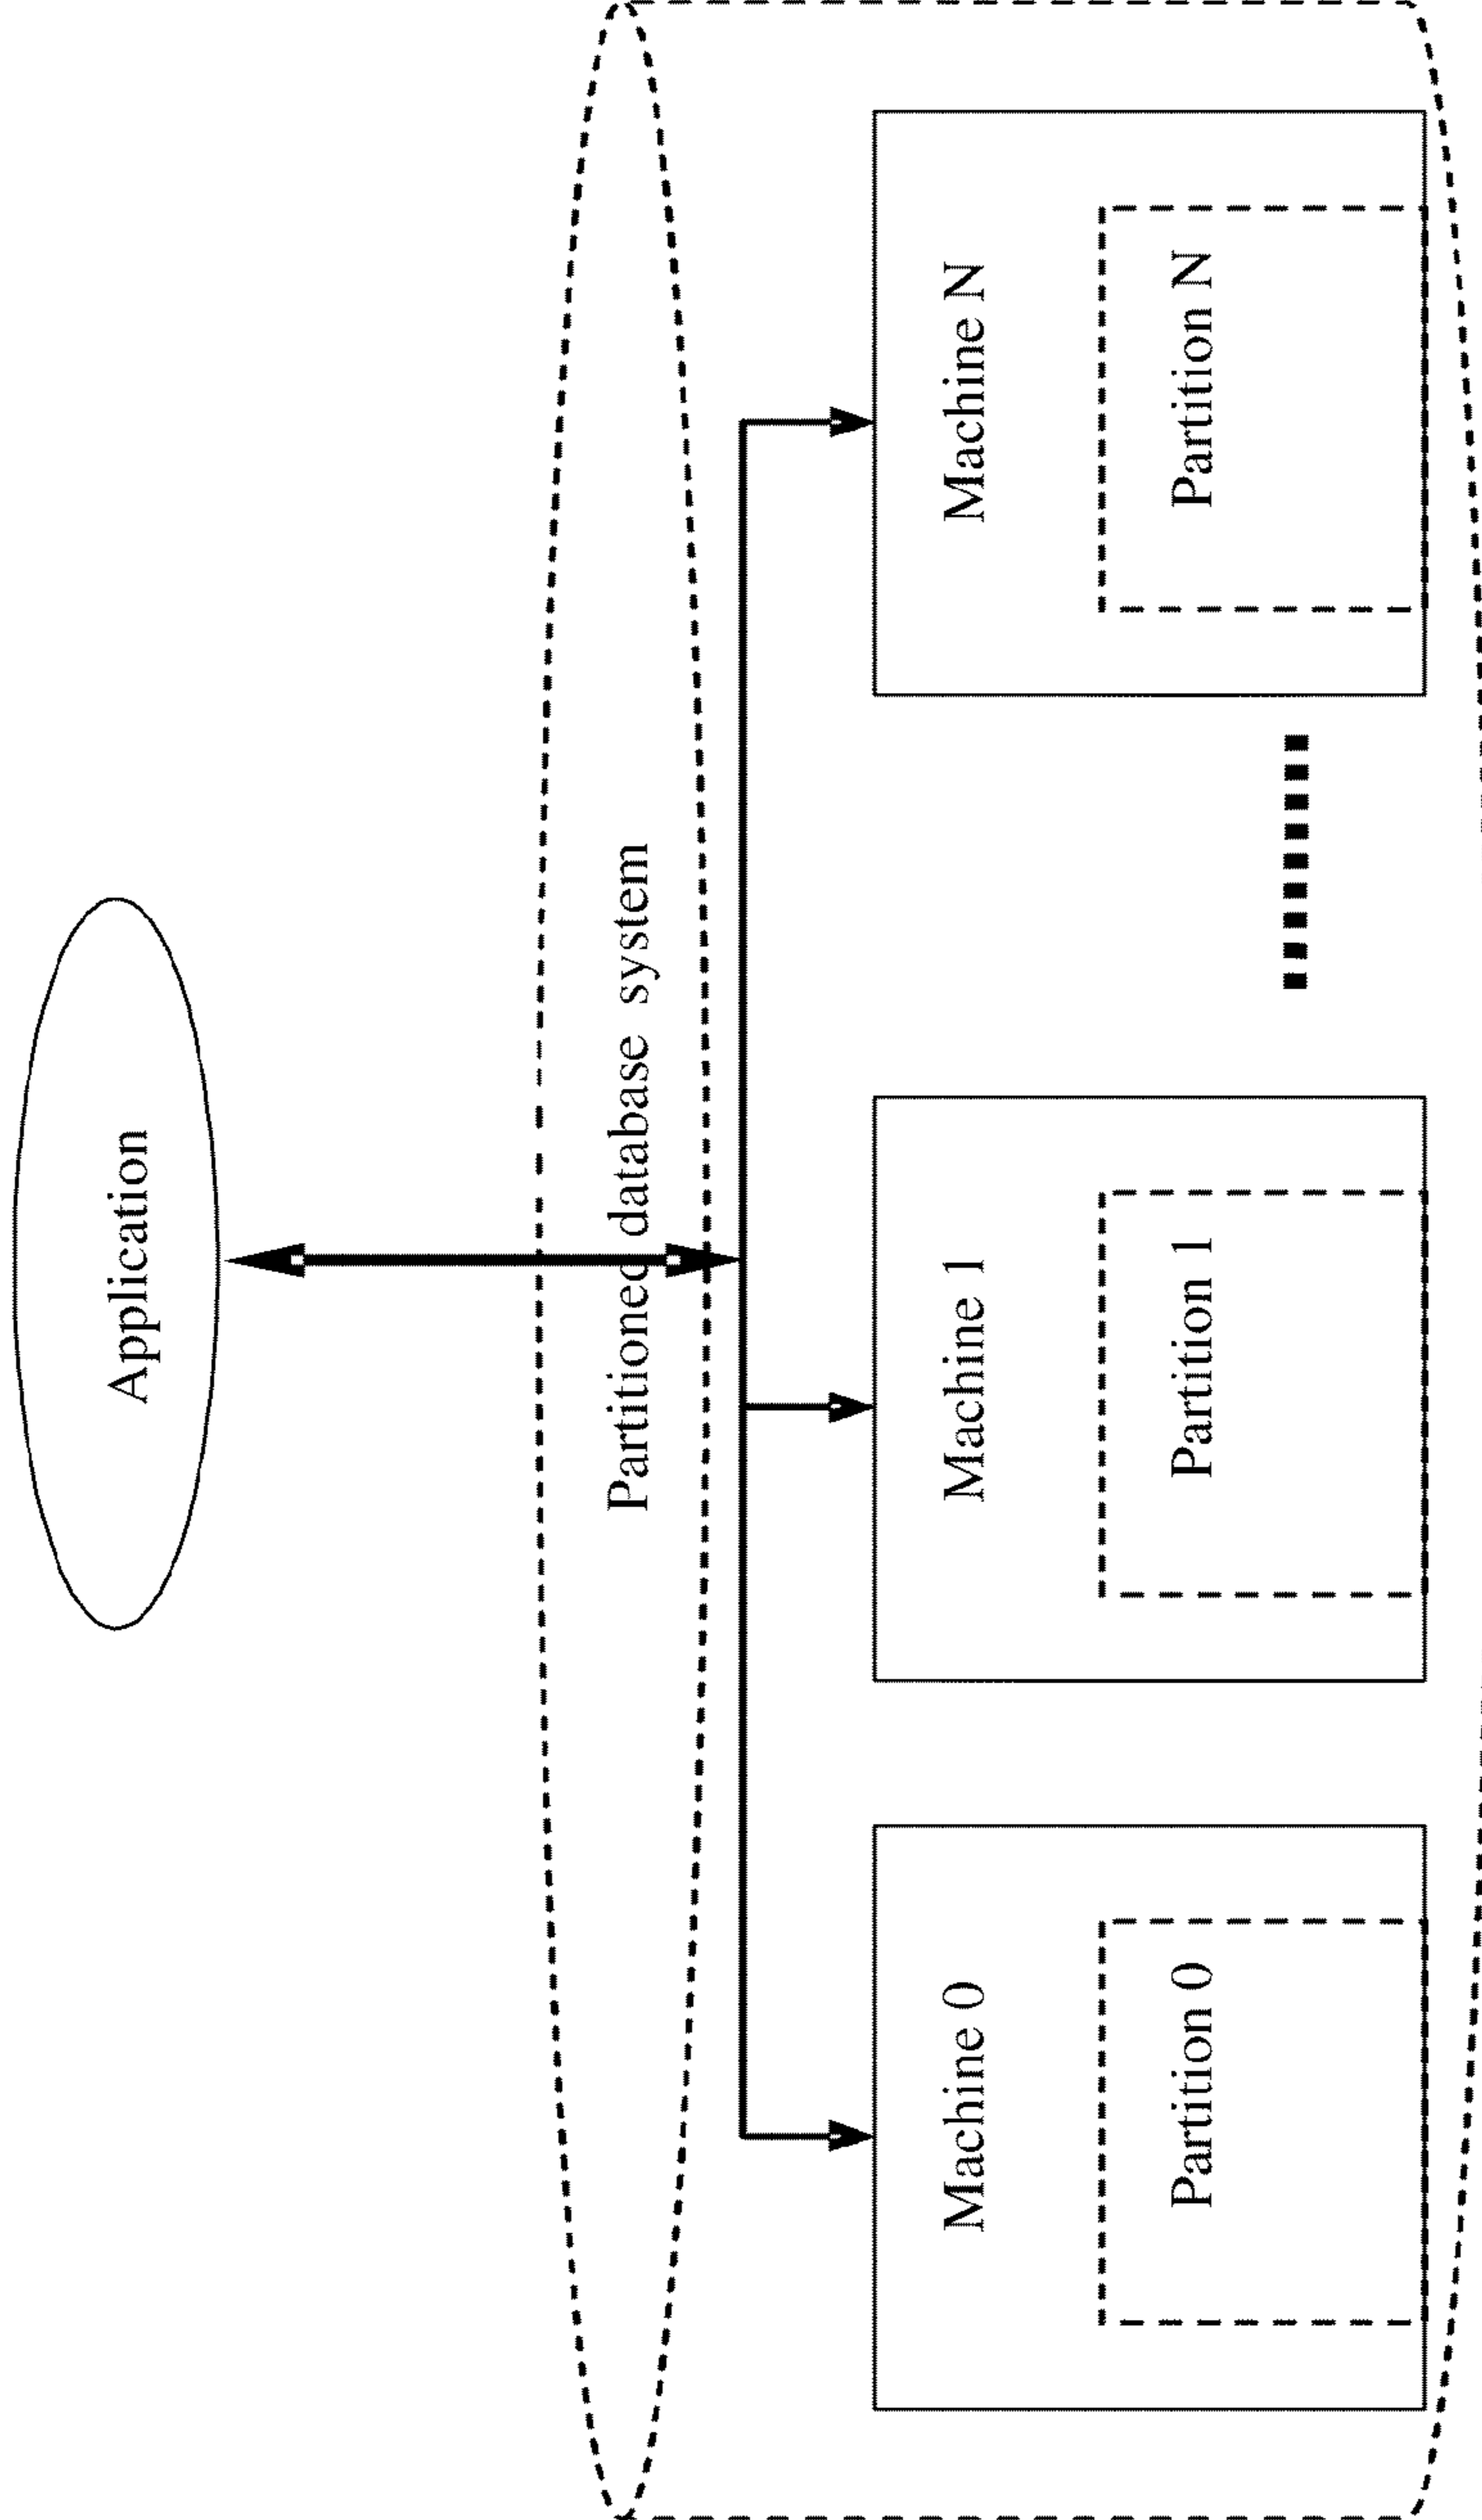 Application
Partitioned database system
Machine 0
Machine 1
Machine N
Partition 0
Partition 1
Partition N